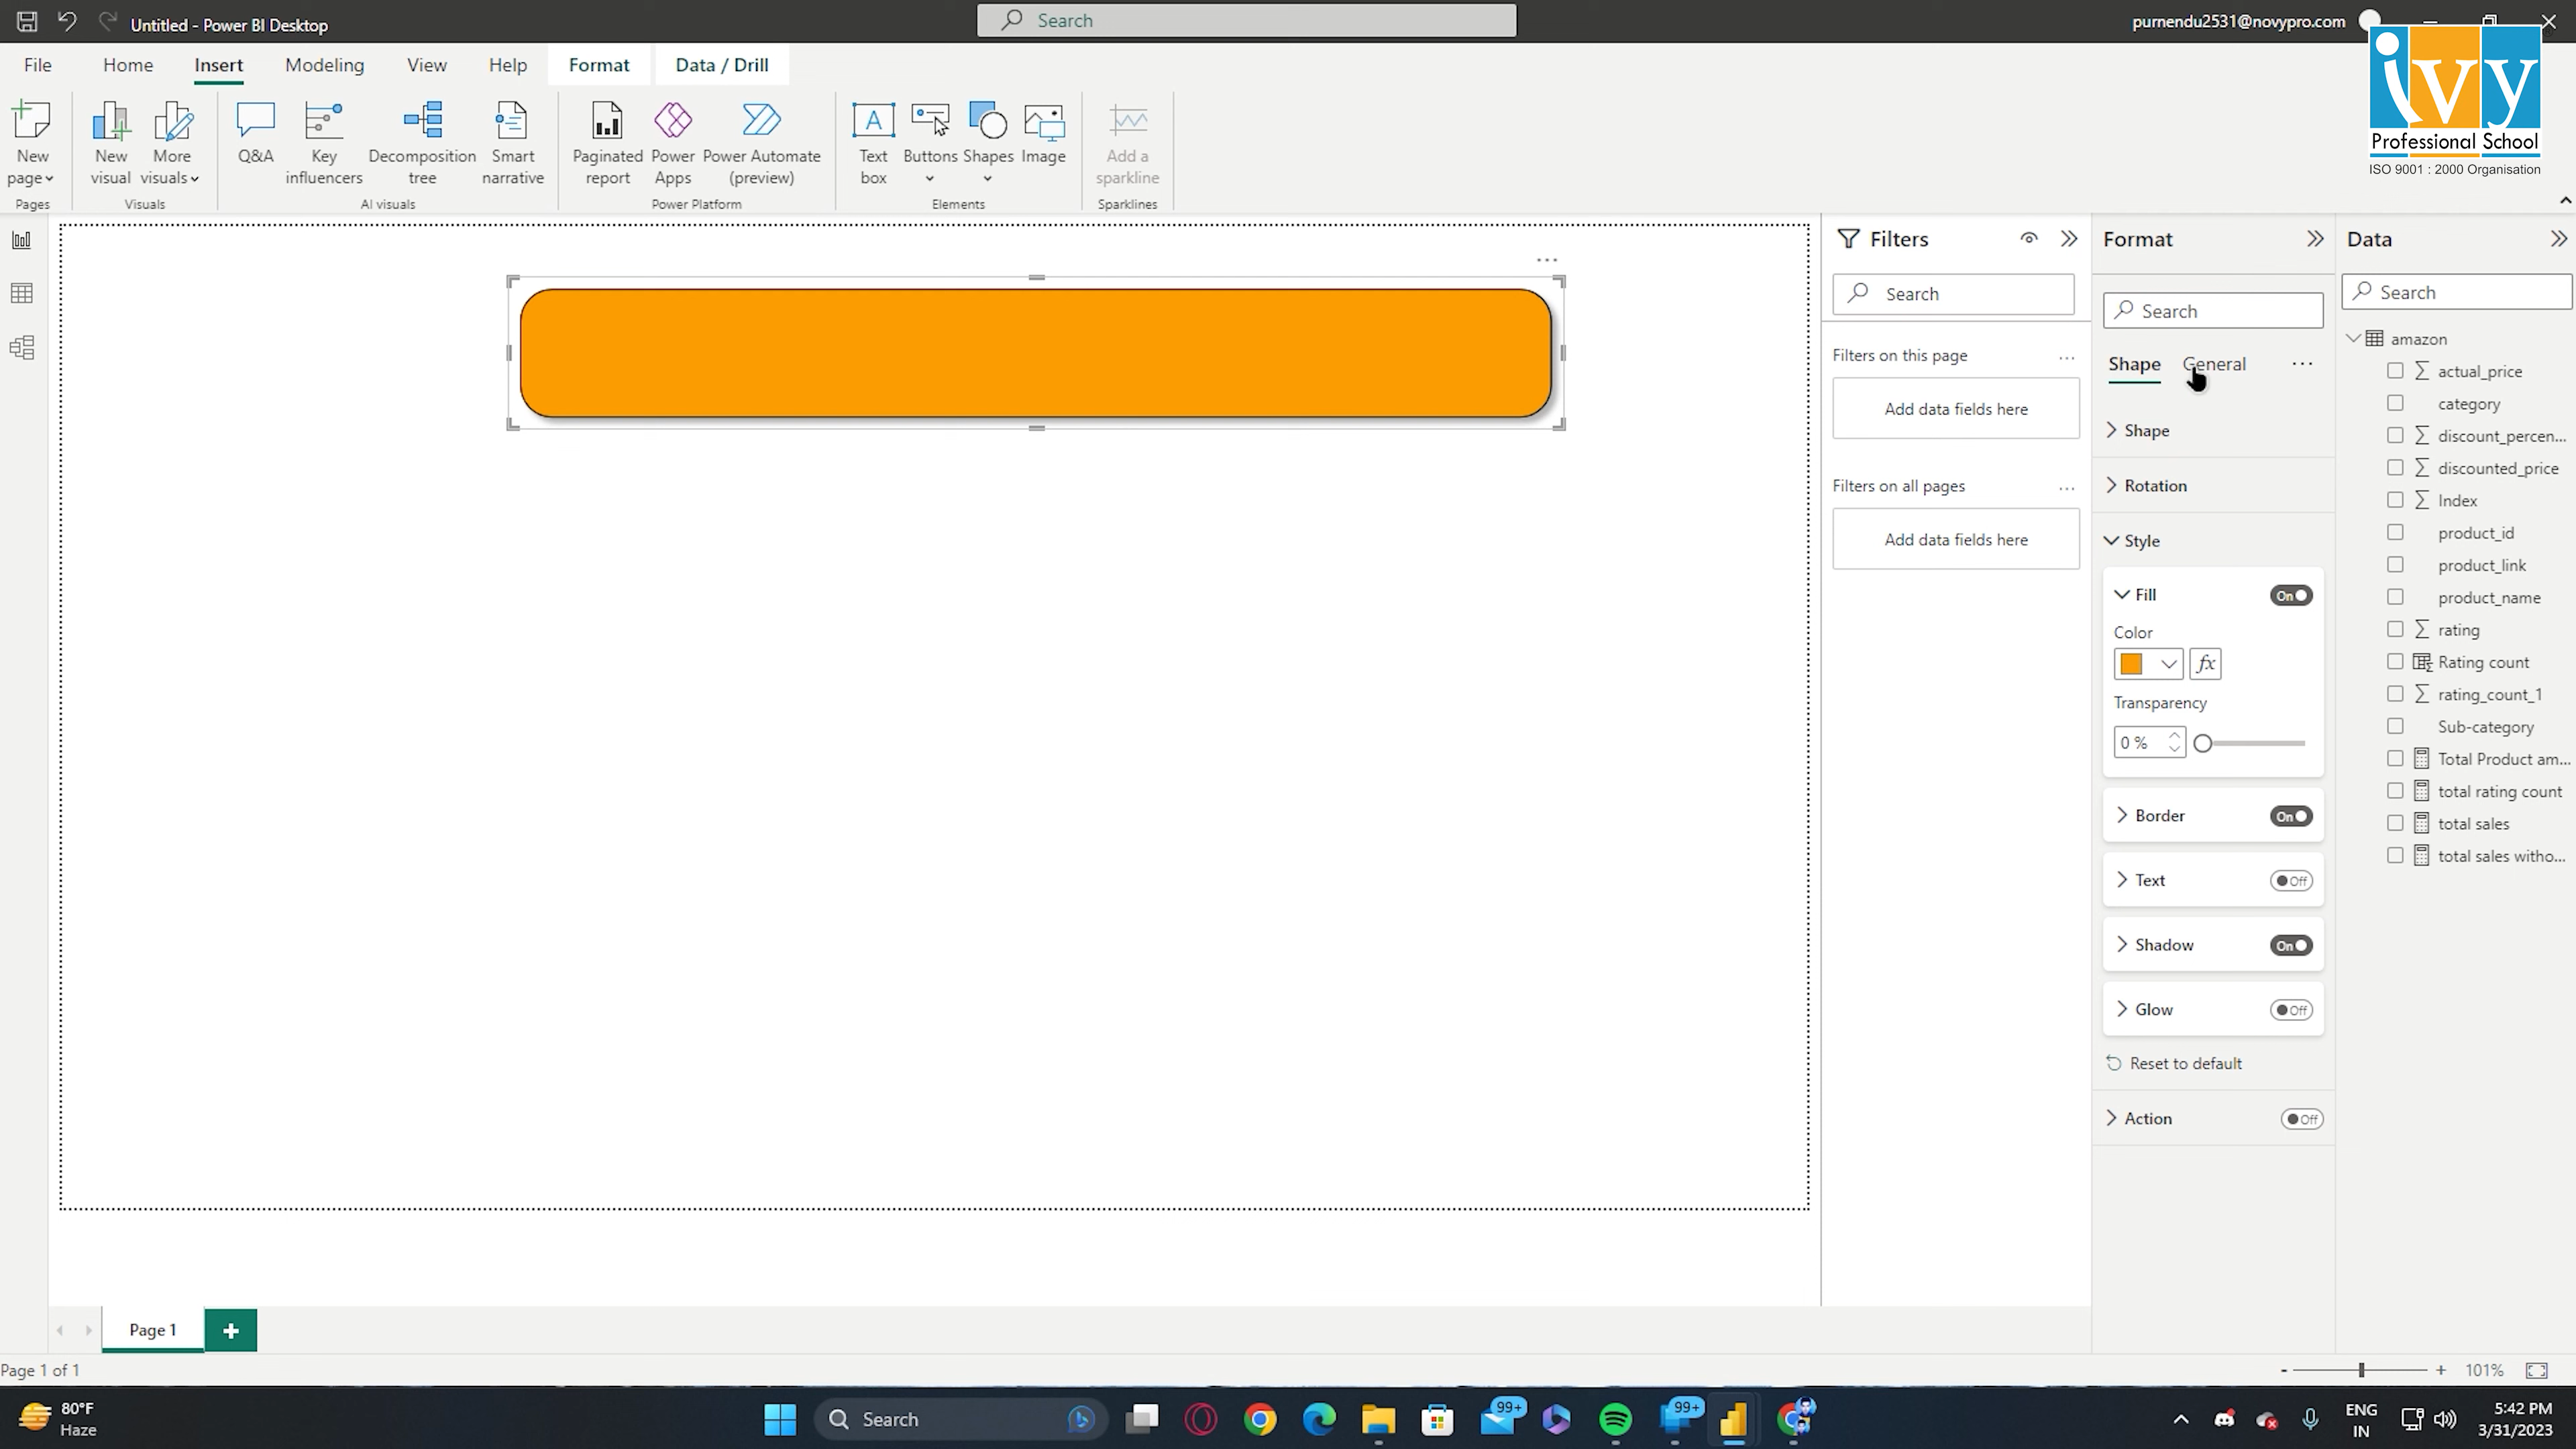 Untitled - Power BI Desktop
Search
purnendu2531@novypro.com
File Home Insert Modeling View Help Format Data / Drill
ivy
Professional School
ISO 9001 : 2000 Organisation
New page
New visual
More visuals
Q&A
Key influencers
Decomposition tree
Smart narrative
Paginated report
Power Apps
Power Automate (preview)
Text box
Buttons
Shapes
Image
Add a sparkline
Pages
Visuals
AI visuals
Power Platform
Elements
Sparklines
Filters
Search
Filters on this page
Add data fields here
Filters on all pages
Add data fields here
Format
Search
Shape General
Shape
Rotation
Style
Fill On
Color
fx
Transparency
0 %
Border On
Text Off
Shadow On
Glow Off
Reset to default
Action Off
Data
Search
amazon
actual_price
category
discount_percen...
discounted_price
Index
product_id
product_link
product_name
rating
Rating count
rating_count_1
Sub-category
Total Product am...
total rating count
total sales
total sales witho...
Page 1
Page 1 of 1
- + 101%
80°F
Haze
Search
99+
99+
ENG
IN
5:42 PM
3/31/2023